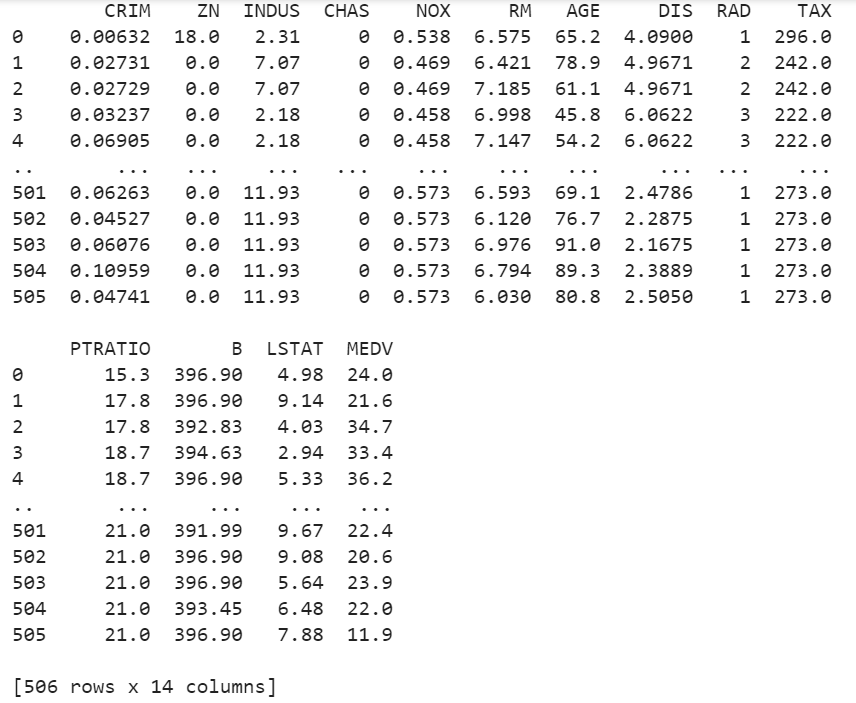 CRIM ZN INDUS CHAS NOX RM AGE DIS RAD TAX
0 0.00632 18.0 2.31 0 0.538 6.575 65.2 4.0900 1 296.0
1 0.02731 0.0 7.07 0 0.469 6.421 78.9 4.9671 2 242.0
2 0.02729 0.0 7.07 0 0.469 7.185 61.1 4.9671 2 242.0
3 0.03237 0.0 2.18 0 0.458 6.998 45.8 6.0622 3 222.0
4 0.06905 0.0 2.18 0 0.458 7.147 54.2 6.0622 3 222.0
.. ... ... ... ... ... ... ... ... ... ...
501 0.06263 0.0 11.93 0 0.573 6.593 69.1 2.4786 1 273.0
502 0.04527 0.0 11.93 0 0.573 6.120 76.7 2.2875 1 273.0
503 0.06076 0.0 11.93 0 0.573 6.976 91.0 2.1675 1 273.0
504 0.10959 0.0 11.93 0 0.573 6.794 89.3 2.3889 1 273.0
505 0.04741 0.0 11.93 0 0.573 6.030 80.8 2.5050 1 273.0
PTRATIO B LSTAT MEDV
0 15.3 396.90 4.98 24.0
1 17.8 396.90 9.14 21.6
2 17.8 392.83 4.03 34.7
3 18.7 394.63 2.94 33.4
4 18.7 396.90 5.33 36.2
.. ... ... ... ...
501 21.0 391.99 9.67 22.4
502 21.0 396.90 9.08 20.6
503 21.0 396.90 5.64 23.9
504 21.0 393.45 6.48 22.0
505 21.0 396.90 7.88 11.9
[506 rows x 14 columns]